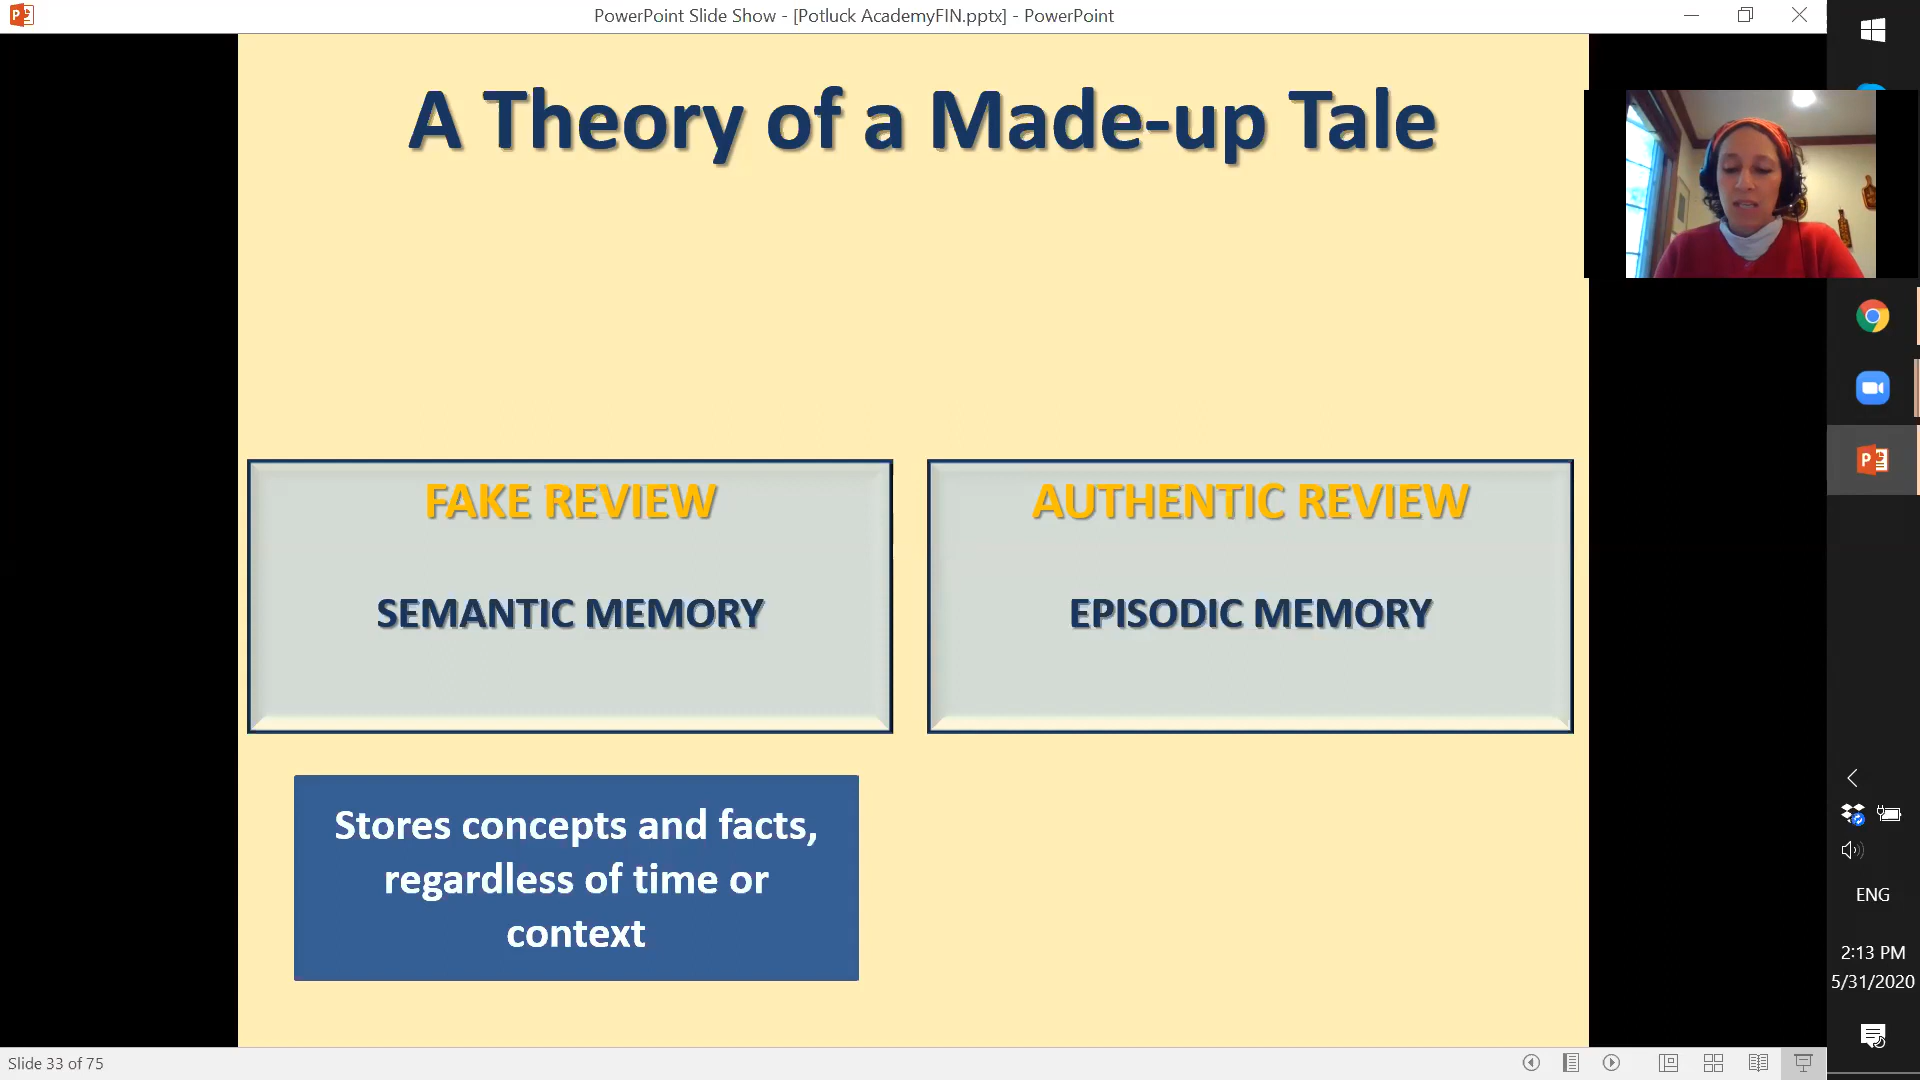 PowerPoint Slide Show - [Potluck AcademyFIN.pptx] - PowerPoint
A Theory of a Made-up Tale
FAKE REVIEW
SEMANTIC MEMORY
AUTHENTIC REVIEW
EPISODIC MEMORY
Stores concepts and facts,
regardless of time or
context
ENG
2:13 PM
5/31/2020
Slide 33 of 75